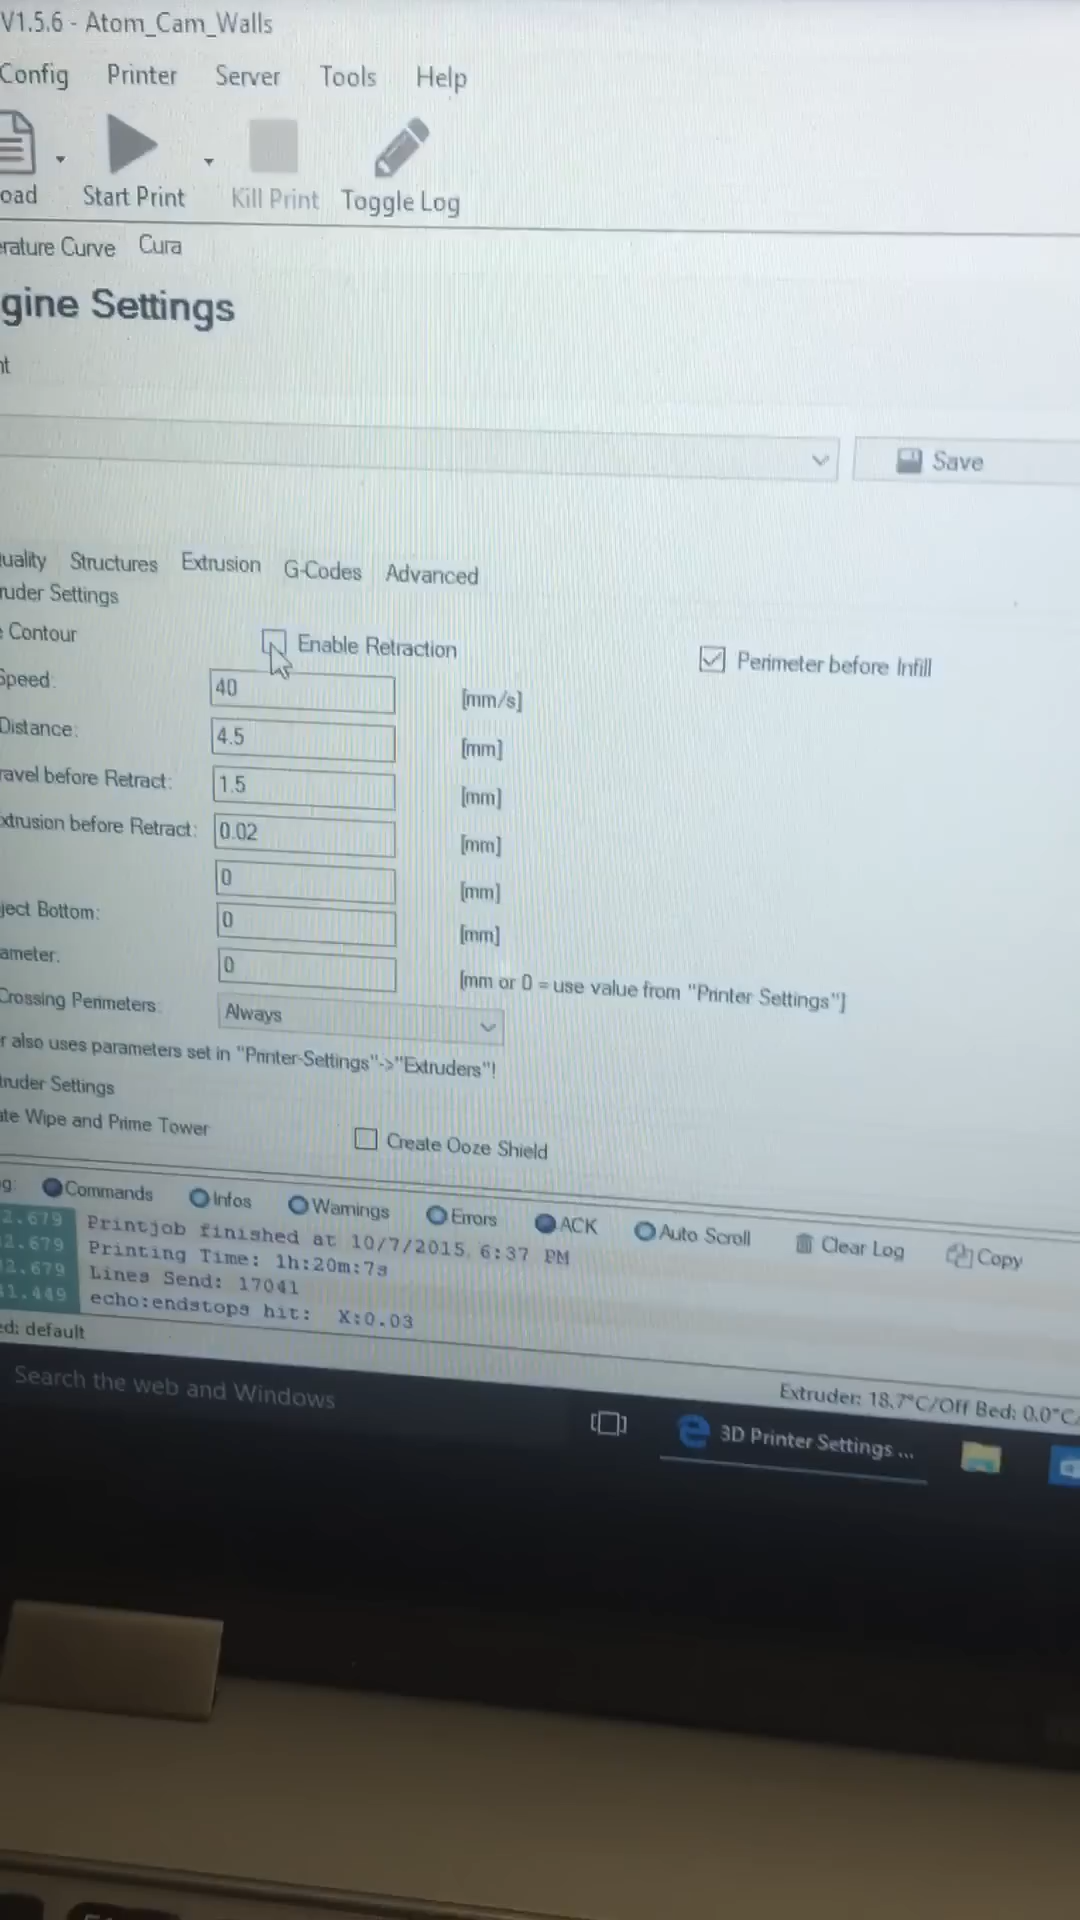 V1.5.6 - Atom_Cam_Walls
Config Printer Server Tools Help
oad Start Print Kill Print Toggle Log
erature Curve Cura
gine Settings
nt
Save
uality Structures Extrusion G-Codes Advanced
ruder Settings
e Contour Enable Retraction Perimeter before Infill
Speed: 40 [mm/s]
Distance: 4.5 [mm]
ravel before Retract: 1.5 [mm]
xtrusion before Retract: 0.02 [mm]
0 [mm]
ject Bottom: 0 [mm]
ameter: 0 [mm or 0 = use value from "Printer Settings"]
Crossing Perimeters: Always
r also uses parameters set in "Printer-Settings"->"Extruders"!
truder Settings
ate Wipe and Prime Tower Create Ooze Shield
g: Commands Infos Warnings Errors ACK Auto Scroll Clear Log Copy
2.679 Printjob finished at 10/7/2015 6:37 PM
2.679 Printing Time: 1h:20m:7s
2.679 Lines Send: 17041
1.449 echo:endstops hit: X:0.03
ed: default
Extruder: 18.7°C/Off Bed: 0.0°C/
Search the web and Windows
3D Printer Settings ...